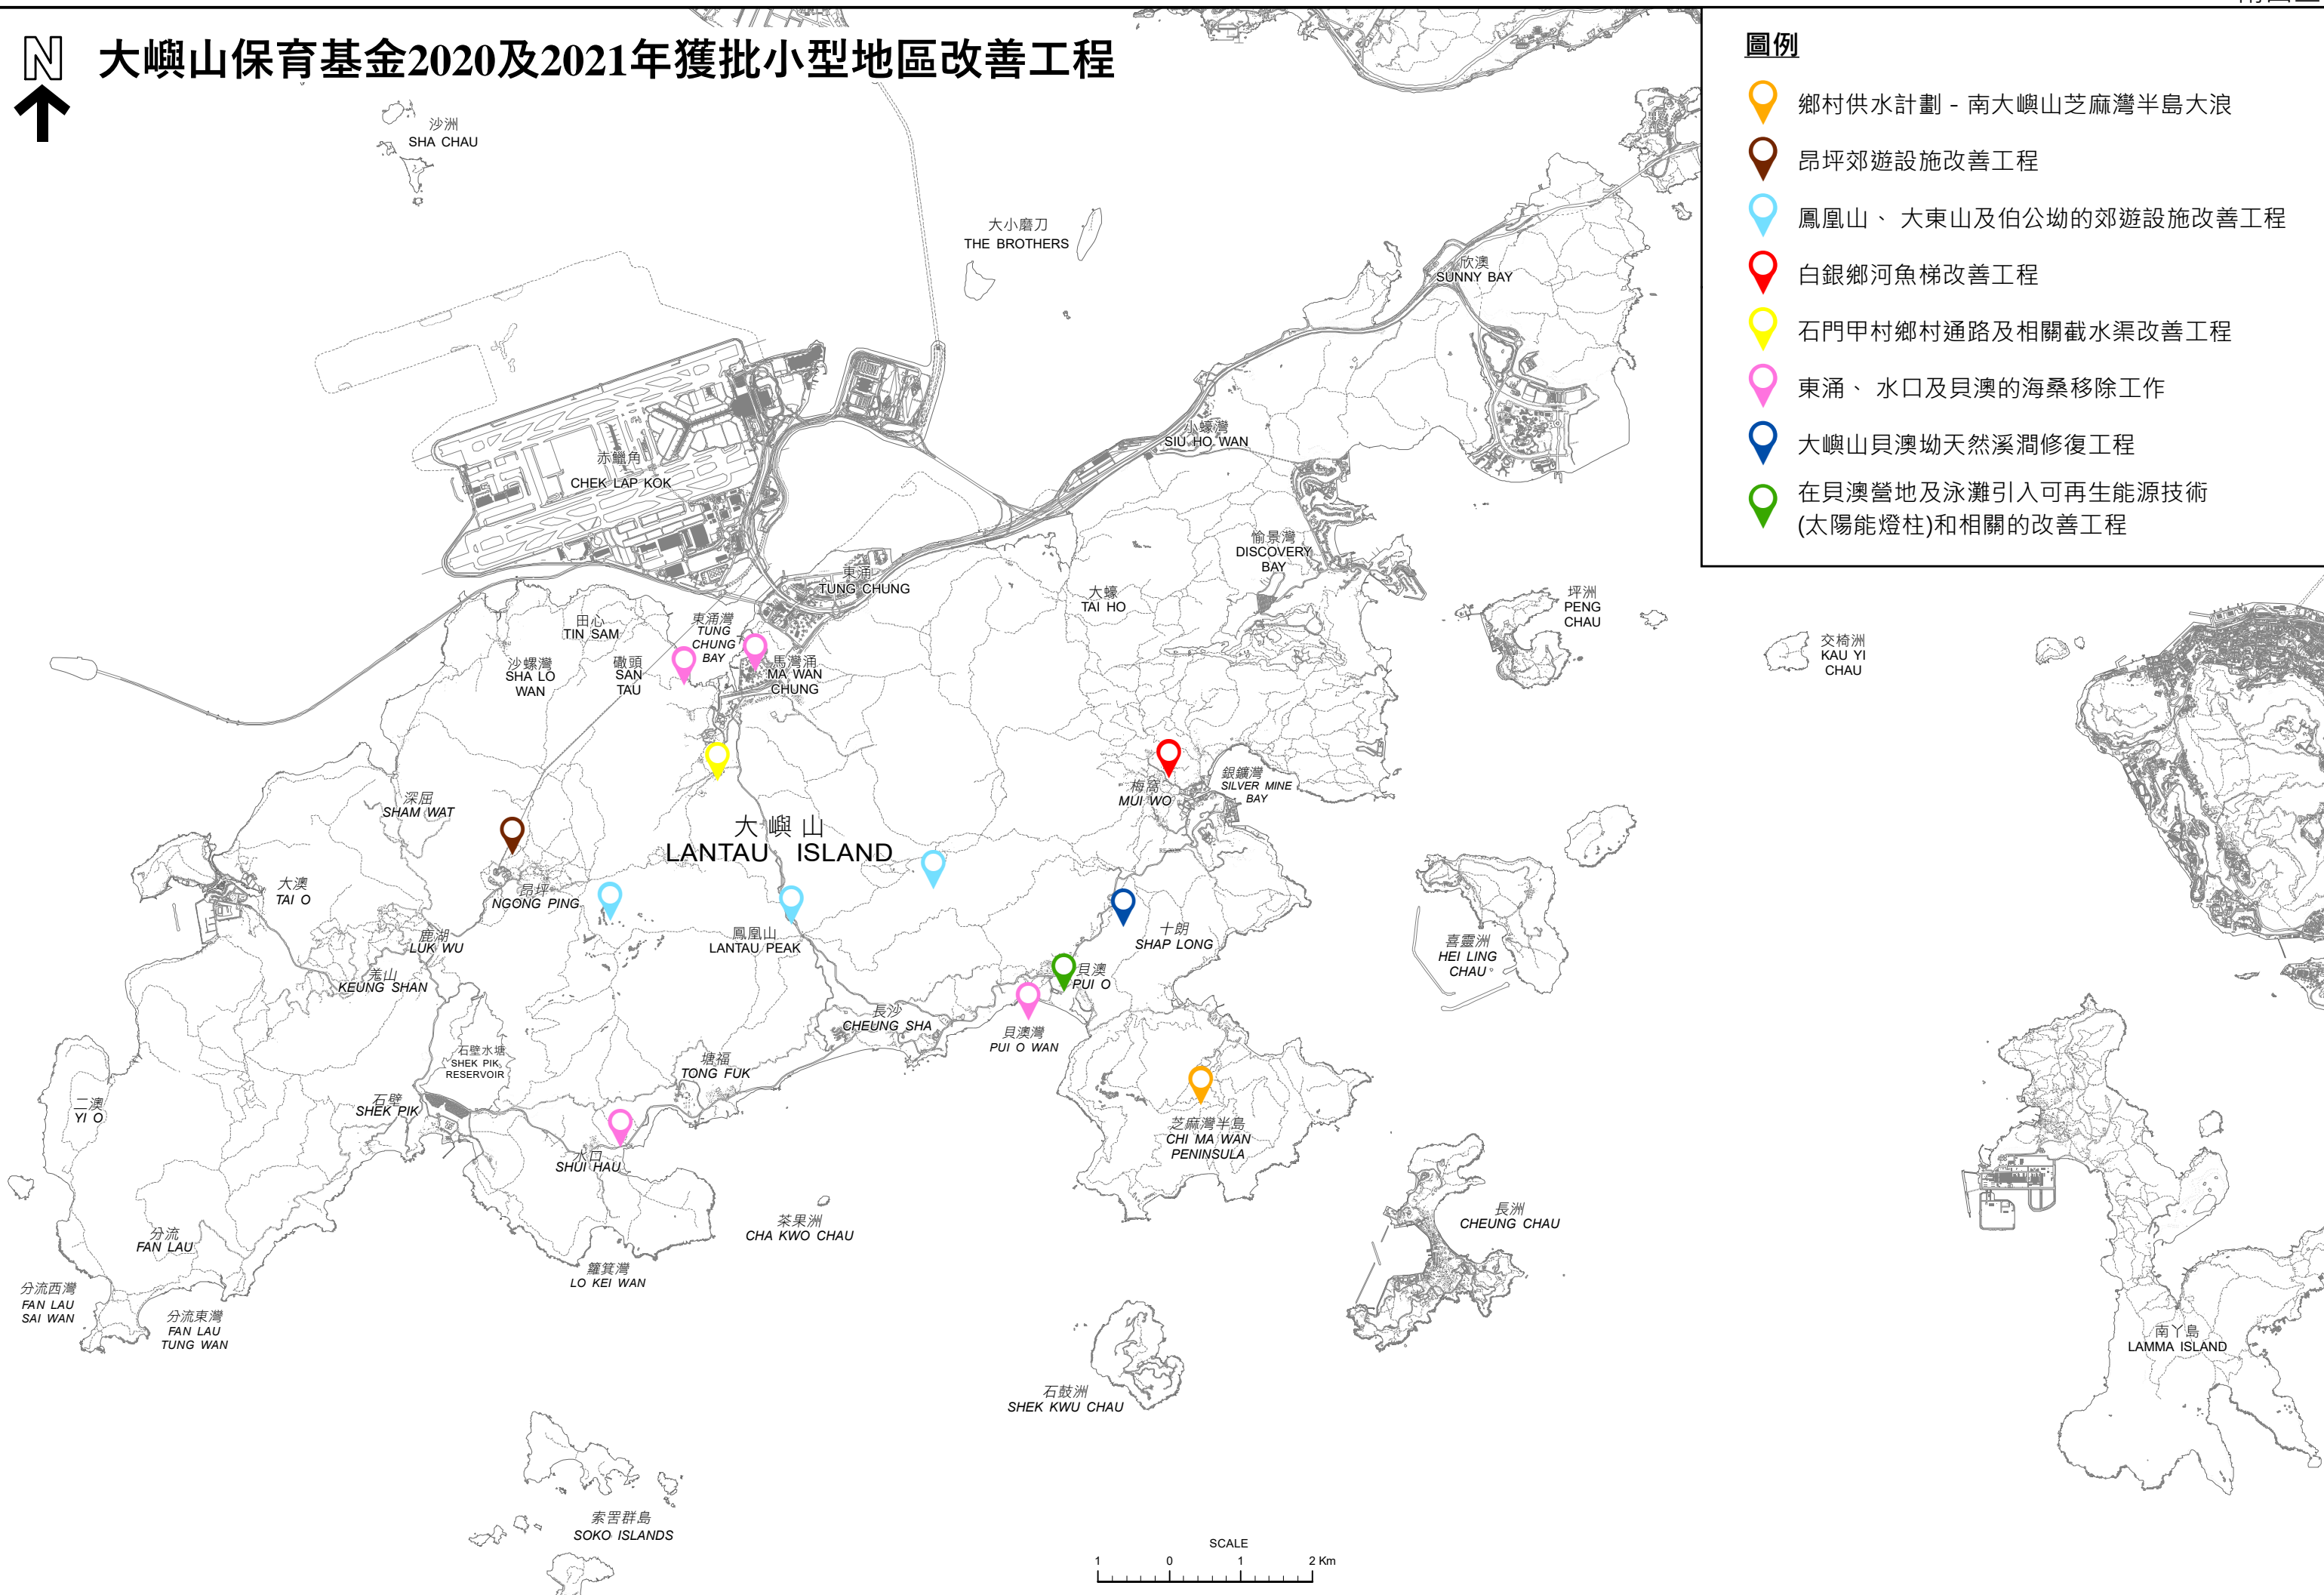 N
大嶼山保育基金2020及2021年獲批小型地區改善工程
圖例
鄉村供水計劃 - 南大嶼山芝麻灣半島大浪
昂坪郊遊設施改善工程
鳳凰山、 大東山及伯公坳的郊遊設施改善工程
白銀鄉河魚梯改善工程
石門甲村鄉村通路及相關截水渠改善工程
東涌、 水口及貝澳的海桑移除工作
大嶼山貝澳坳天然溪澗修復工程
在貝澳營地及泳灘引入可再生能源技術
(太陽能燈柱)和相關的改善工程
沙洲
SHA CHAU
大小磨刀
THE BROTHERS
欣澳
SUNNY BAY
小蠔灣
SIU HO WAN
赤鱲角
CHEK LAP KOK
愉景灣
DISCOVERY
BAY
東涌
TUNG CHUNG
大蠔
TAI HO
坪洲
PENG
CHAU
交椅洲
KAU YI
CHAU
田心
TIN SAM
東涌灣
TUNG
CHUNG
BAY
沙螺灣
SHA LO
WAN
䃟頭
SAN
TAU
馬灣涌
MA WAN
CHUNG
深屈
SHAM WAT
梅窩
MUI WO
銀鑛灣
SILVER MINE
BAY
大嶼山
LANTAU ISLAND
大澳
TAI O
昂坪
NGONG PING
鹿湖
LUK WU
鳳凰山
LANTAU PEAK
十朗
SHAP LONG
喜靈洲
HEI LING
CHAU
羗山
KEUNG SHAN
貝澳
PUI O
長沙
CHEUNG SHA
貝澳灣
PUI O WAN
石壁水塘
SHEK PIK
RESERVOIR
塘福
TONG FUK
二澳
YI O
石壁
SHEK PIK
芝麻灣半島
CHI MA WAN
PENINSULA
水口
SHUI HAU
分流
FAN LAU
茶果洲
CHA KWO CHAU
長洲
CHEUNG CHAU
籮箕灣
LO KEI WAN
分流西灣
FAN LAU
SAI WAN
分流東灣
FAN LAU
TUNG WAN
南丫島
LAMMA ISLAND
石鼓洲
SHEK KWU CHAU
索罟群島
SOKO ISLANDS
SCALE
1 0 1 2 Km